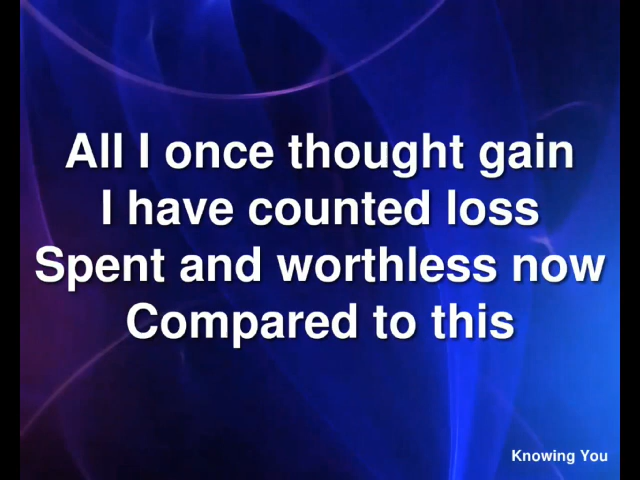 All I once thought gain
I have counted loss
Spent and worthless now
Compared to this
Knowing You